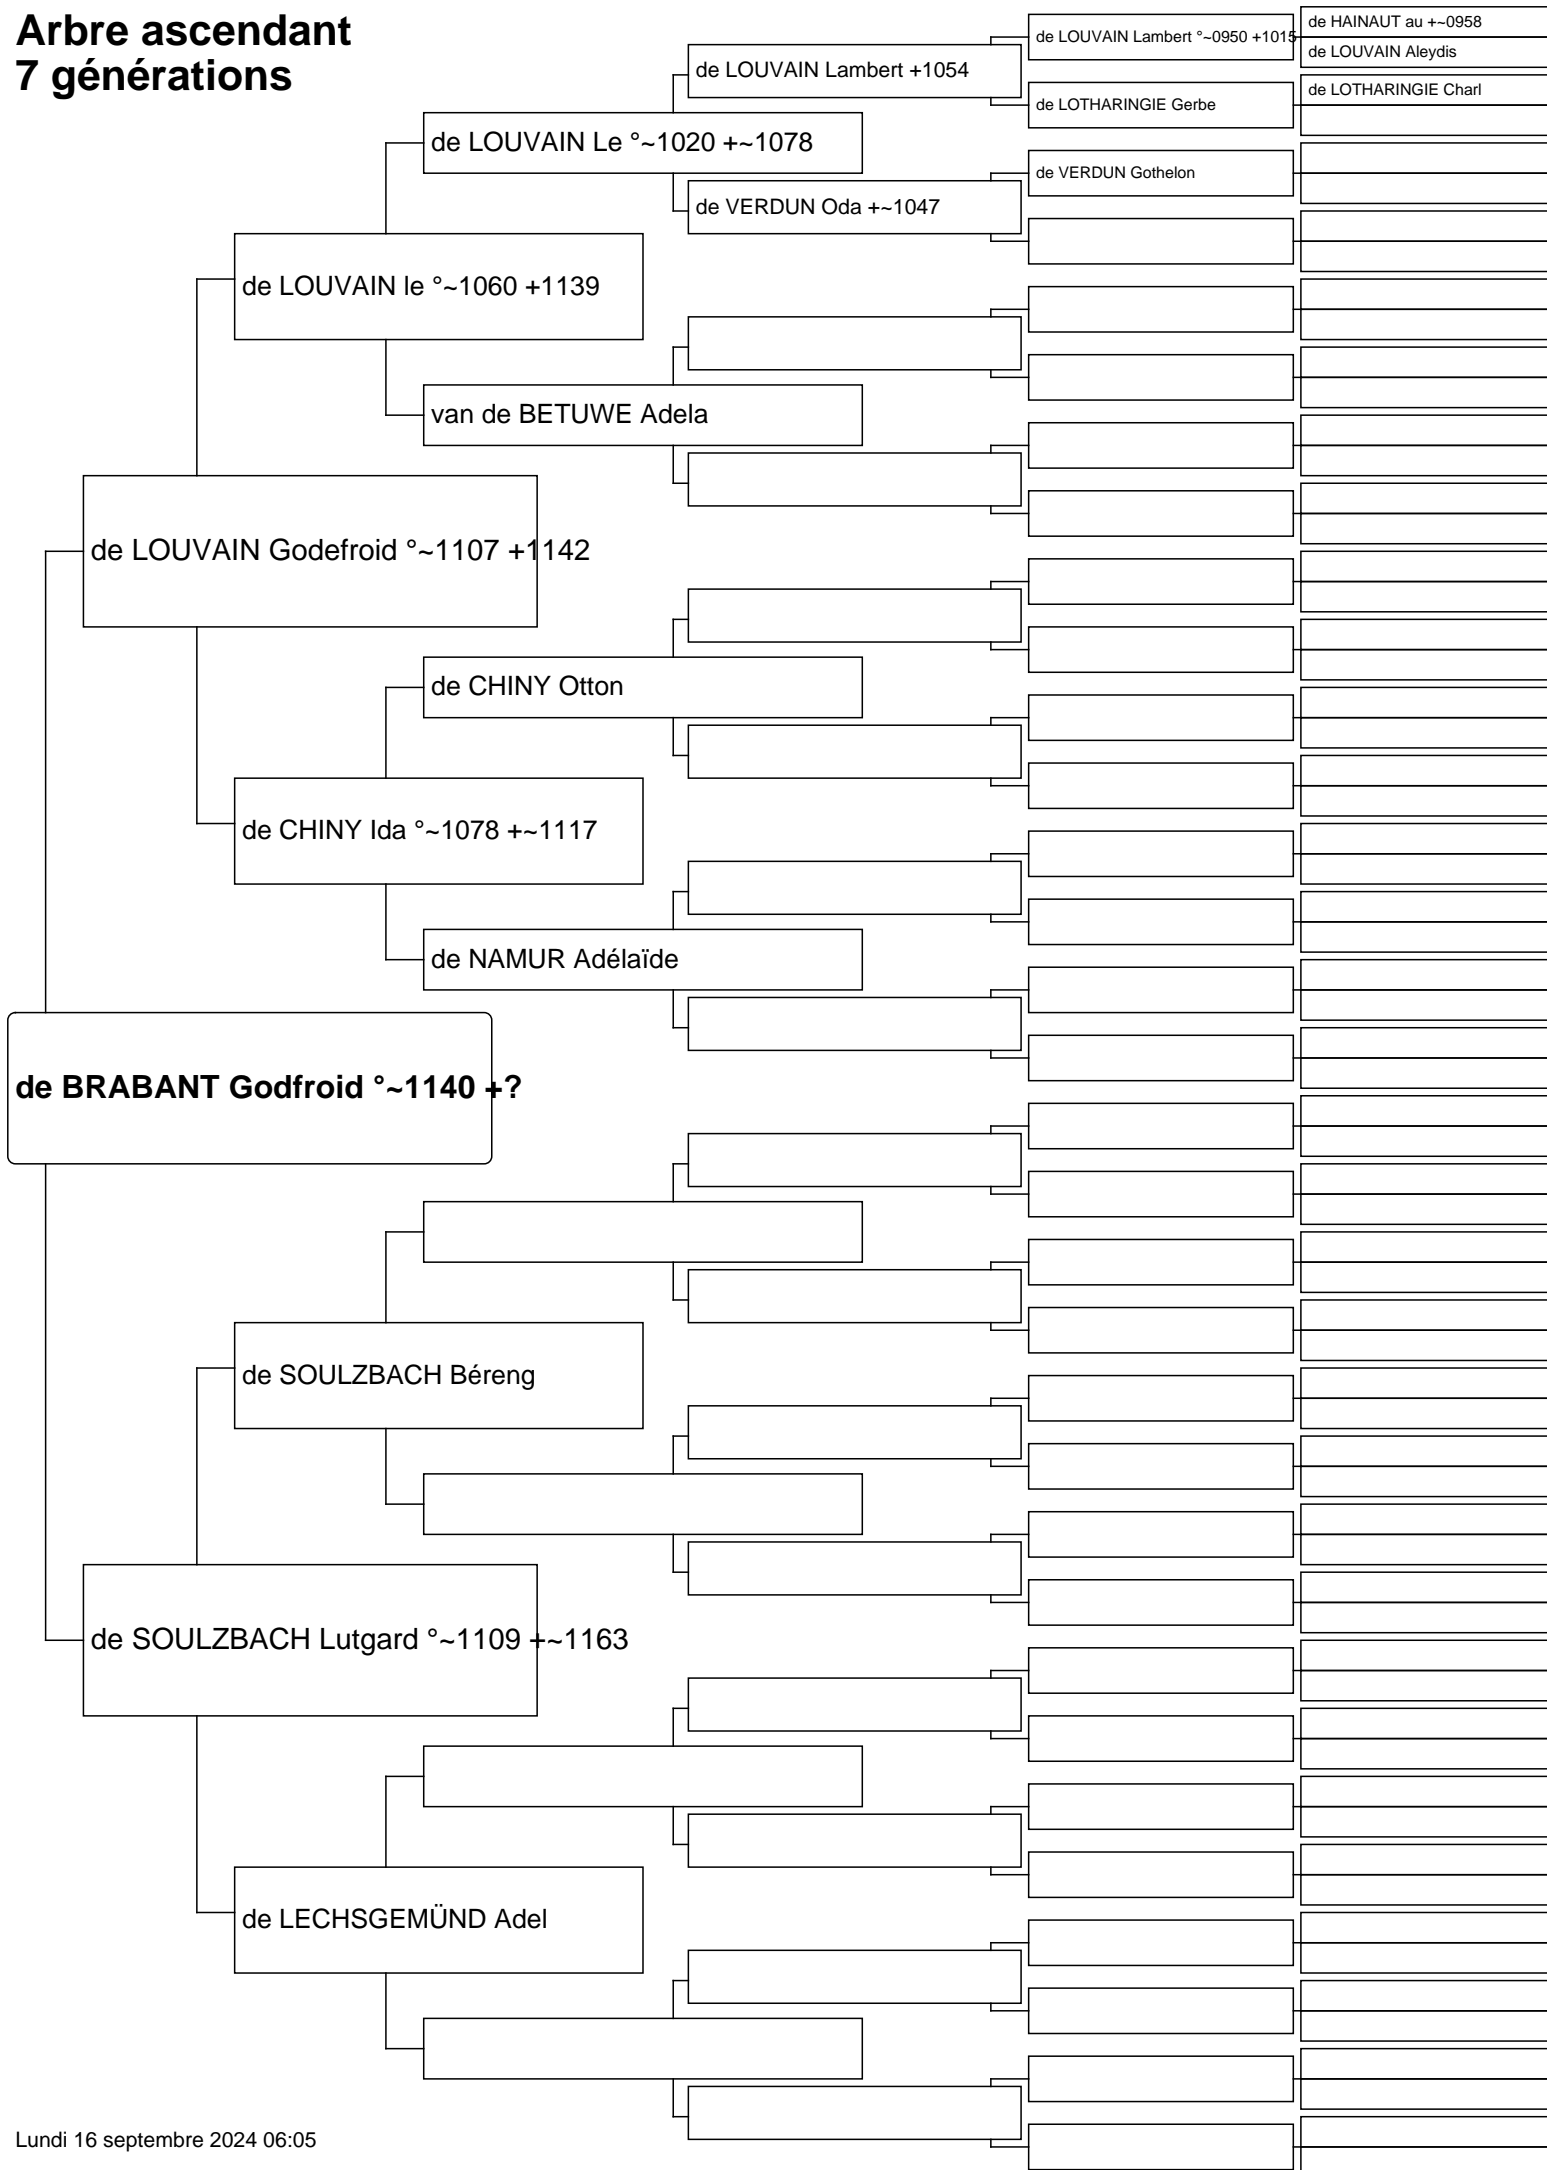 Arbre ascendant
7 générations
de HAINAUT au +~0958
de LOUVAIN Lambert °~0950 +1015
de LOUVAIN Aleydis
de LOUVAIN Lambert +1054
de LOTHARINGIE Charl
de LOTHARINGIE Gerbe
de LOUVAIN Le °~1020 +~1078
de VERDUN Gothelon
de VERDUN Oda +~1047
de LOUVAIN le °~1060 +1139
van de BETUWE Adela
de LOUVAIN Godefroid °~1107 +1142
de CHINY Otton
de CHINY Ida °~1078 +~1117
de NAMUR Adélaïde
de BRABANT Godfroid °~1140 +?
de SOULZBACH Béreng
de SOULZBACH Lutgard °~1109 +~1163
de LECHSGEMÜND Adel
Lundi 16 septembre 2024 06:05